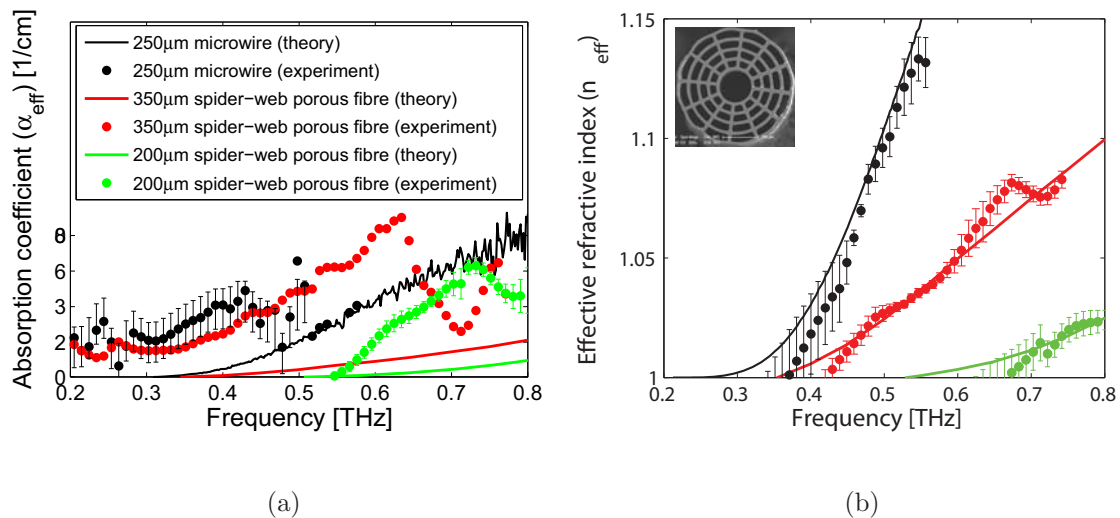 (a)
250μm microwire (theory)
250μm microwire (experiment)
350μm spider-web porous fibre (theory)
350μm spider-web porous fibre (experiment)
200μm spider-web porous fibre (theory)
200μm spider-web porous fibre (experiment)
Absorption coefficient (α_eff) [1/cm]
8
6
3
2
0
0.2 0.3 0.4 0.5 0.6 0.7 0.8
Frequency [THz]
(a)
1.15
1.1
1.05
1
Effective refractive index (n_eff)
0.2 0.3 0.4 0.5 0.6 0.7 0.8
Frequency [THz]
(b)